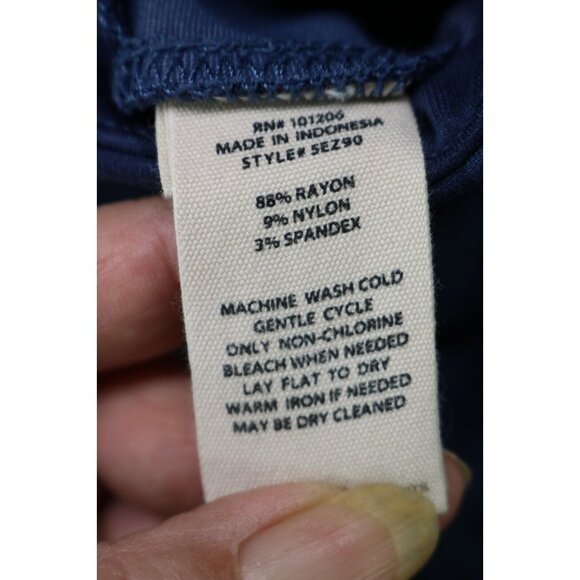 RN# 101206
MADE IN INDONESIA
STYLE# 5EZ90
88% RAYON
9% NYLON
3% SPANDEX
MACHINE WASH COLD
GENTLE CYCLE
ONLY NON-CHLORINE
BLEACH WHEN NEEDED
LAY FLAT TO DRY
WARM IRON IF NEEDED
MAY BE DRY CLEANED